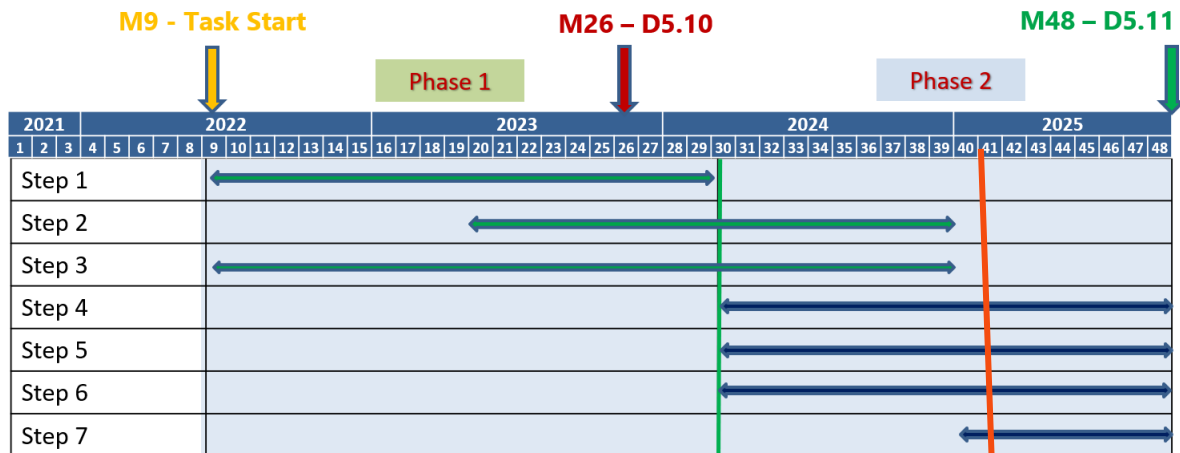 M9 - Task Start M26 – D5.10 M48 – D5.11
Phase 1 Phase 2
2021 2022 2023 2024 2025
1 2 3 4 5 6 7 8 9 10 11 12 13 14 15 16 17 18 19 20 21 22 23 24 25 26 27 28 29 30 31 32 33 34 35 36 37 38 39 40 41 42 43 44 45 46 47 48
Step 1
Step 2
Step 3
Step 4
Step 5
Step 6
Step 7